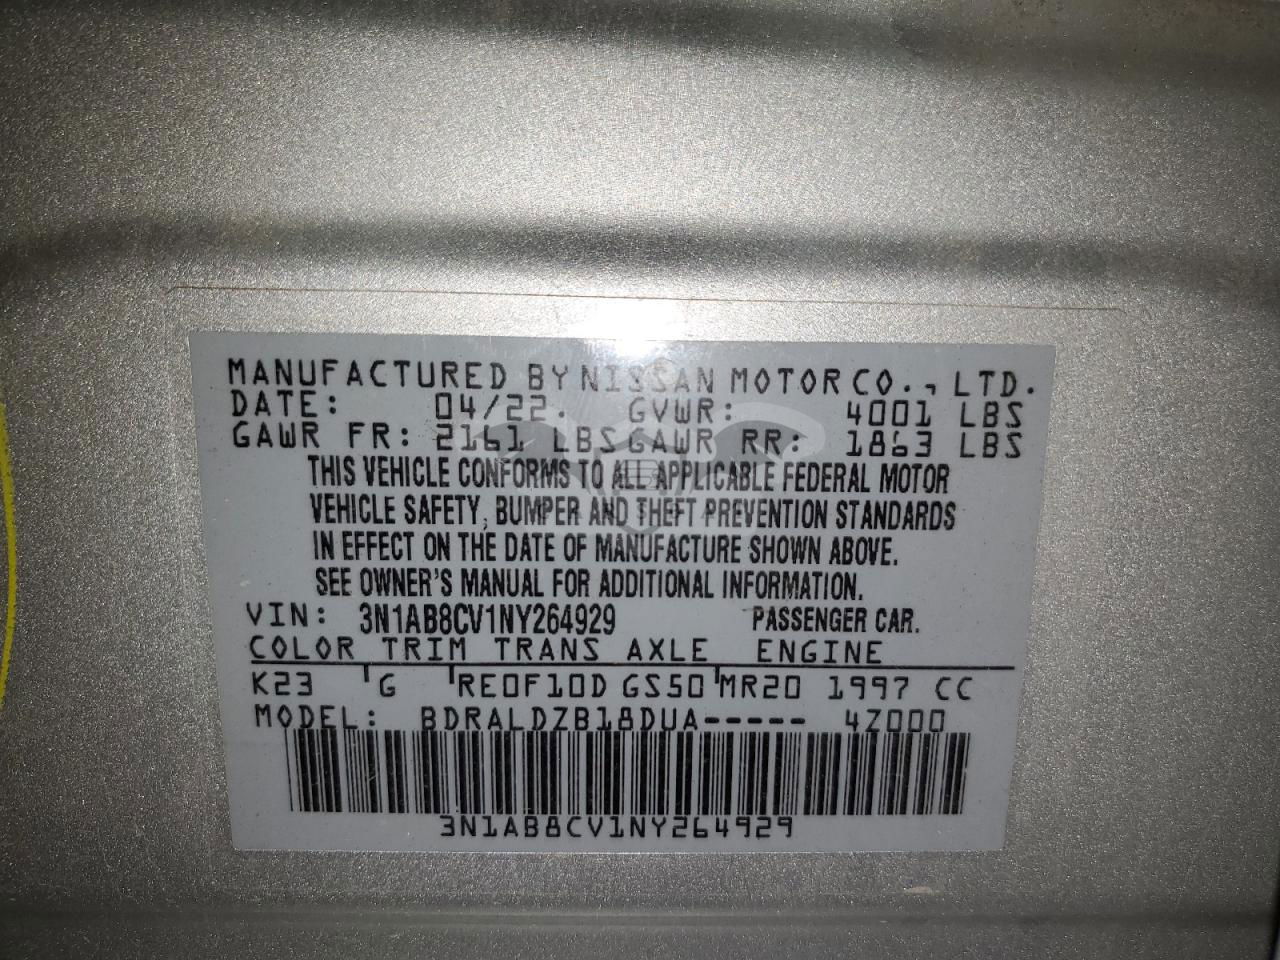 MANUFACTURED BY NISSAN MOTOR CO., LTD.
DATE: 04/22. GVWR: 4001 LBS
GAWR FR: 2161 LBS GAWR RR: 1863 LBS
THIS VEHICLE CONFORMS TO ALL APPLICABLE FEDERAL MOTOR
VEHICLE SAFETY, BUMPER AND THEFT PREVENTION STANDARDS
IN EFFECT ON THE DATE OF MANUFACTURE SHOWN ABOVE.
SEE OWNER'S MANUAL FOR ADDITIONAL INFORMATION.
VIN: 3N1AB8CV1NY264929 PASSENGER CAR.
COLOR TRIM TRANS AXLE ENGINE
K23 G RE0F10D GS50 MR20 1997 CC
MODEL: BDRALDZB18DUA----- 4Z000
3N1AB8CV1NY264929